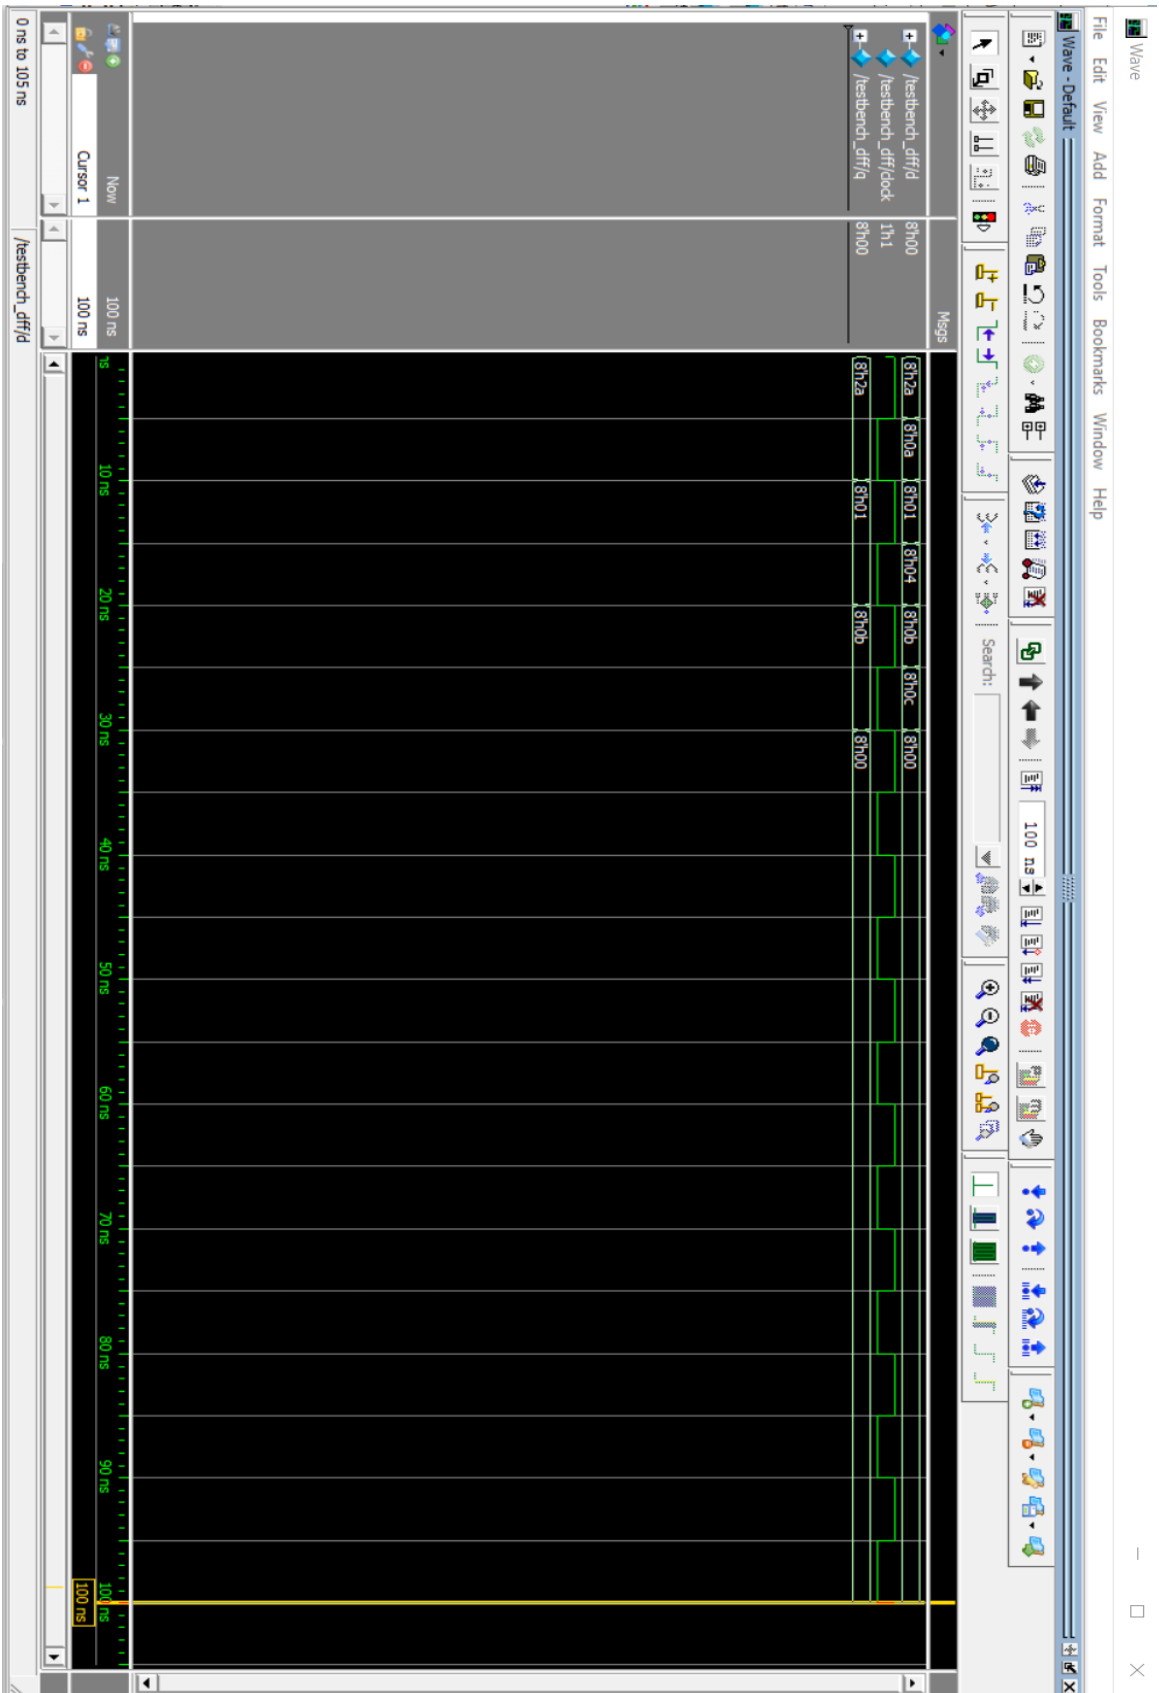 Wave
File Edit View Add Format Tools Bookmarks Window Help
Wave - Default
100 ns
Search:
Msgs
/testbench_dff/d 8'h00 8'h2a 8'h0a 8'h01 8'h04 8'h0b 8'h0c 8'h00
/testbench_dff/clock 1'h1
/testbench_dff/q 8'h00 8'h2a 8'h01 8'h0b 8'h00
Now 100 ns ns 10 ns 20 ns 30 ns 40 ns 50 ns 60 ns 70 ns 80 ns 90 ns 100 ns
Cursor 1 100 ns 100 ns
0 ns to 105 ns /testbench_dff/d